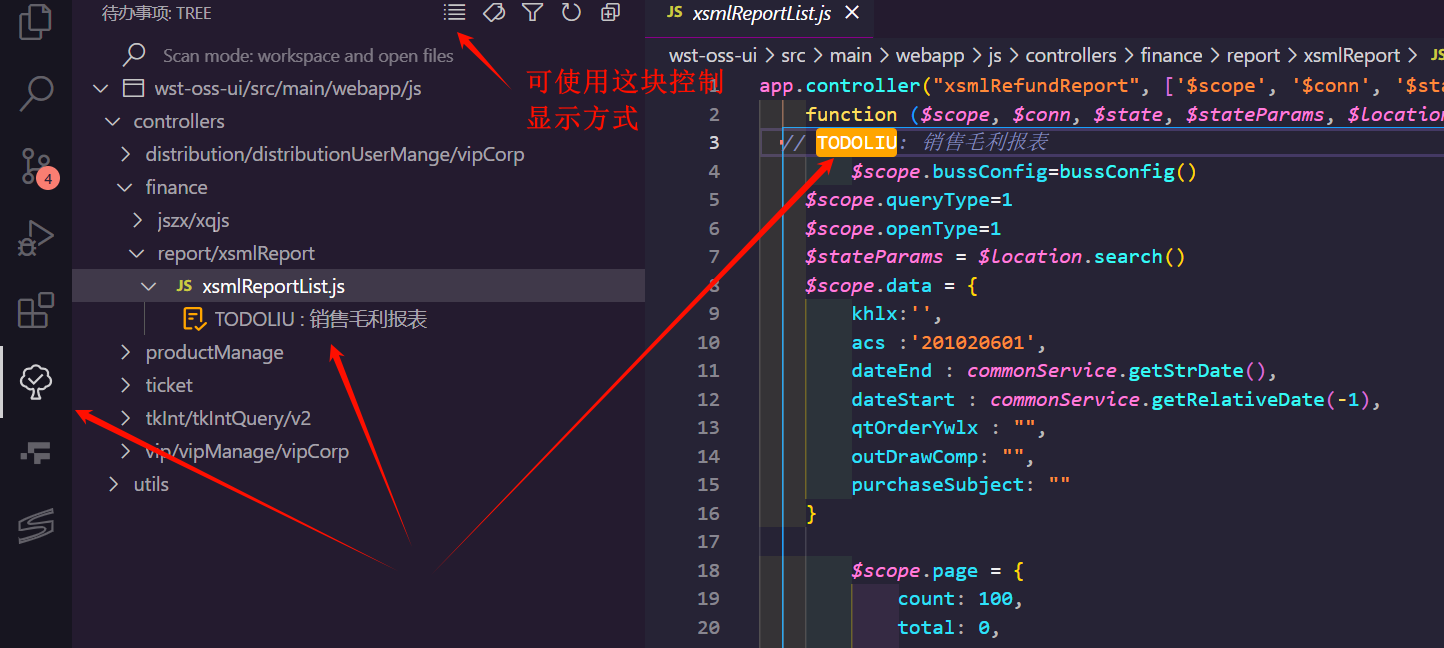 待办事项: TREE
Scan mode: workspace and open files
wst-oss-ui/src/main/webapp/js
controllers
distribution/distributionUserMange/vipCorp
finance
jszx/xqjs
report/xsmlReport
JS xsmlReportList.js
TODOLIU : 销售毛利报表
productManage
ticket
tkInt/tkIntQuery/v2
vip/vipManage/vipCorp
utils
4
可使用这块控制
显示方式
JS xsmlReportList.js
wst-oss-ui > src > main > webapp > js > controllers > finance > report > xsmlReport > JS
1 app.controller("xsmlRefundReport", ['$scope', '$conn', '$sta
2 function ($scope, $conn, $state, $stateParams, $location
3 // TODOLIU: 销售毛利报表
4 $scope.bussConfig=bussConfig()
5 $scope.queryType=1
6 $scope.openType=1
7 $stateParams = $location.search()
8 $scope.data = {
9 khlx:'',
10 acs :'201020601',
11 dateEnd : commonService.getStrDate(),
12 dateStart : commonService.getRelativeDate(-1),
13 qtOrderYwlx : "",
14 outDrawComp: "",
15 purchaseSubject: ""
16 }
17
18 $scope.page = {
19 count: 100,
20 total: 0,